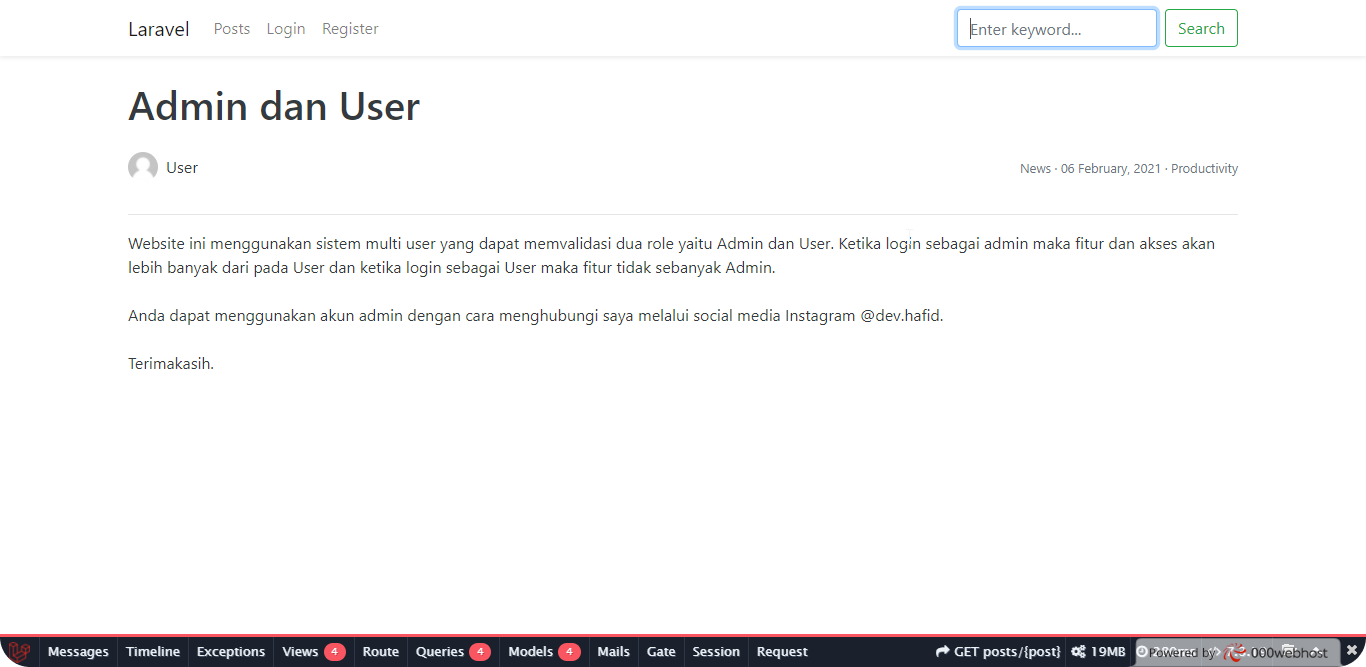 Laravel Posts Login Register Enter keyword... Search
Admin dan User
User News · 06 February, 2021 · Productivity
Website ini menggunakan sistem multi user yang dapat memvalidasi dua role yaitu Admin dan User. Ketika login sebagai admin maka fitur dan akses akan
lebih banyak dari pada User dan ketika login sebagai User maka fitur tidak sebanyak Admin.
Anda dapat menggunakan akun admin dengan cara menghubungi saya melalui social media Instagram @dev.hafid.
Terimakasih.
Messages Timeline Exceptions Views 4 Route Queries 4 Models 4 Mails Gate Session Request GET posts/{post} 19MB Powered by 000webhost